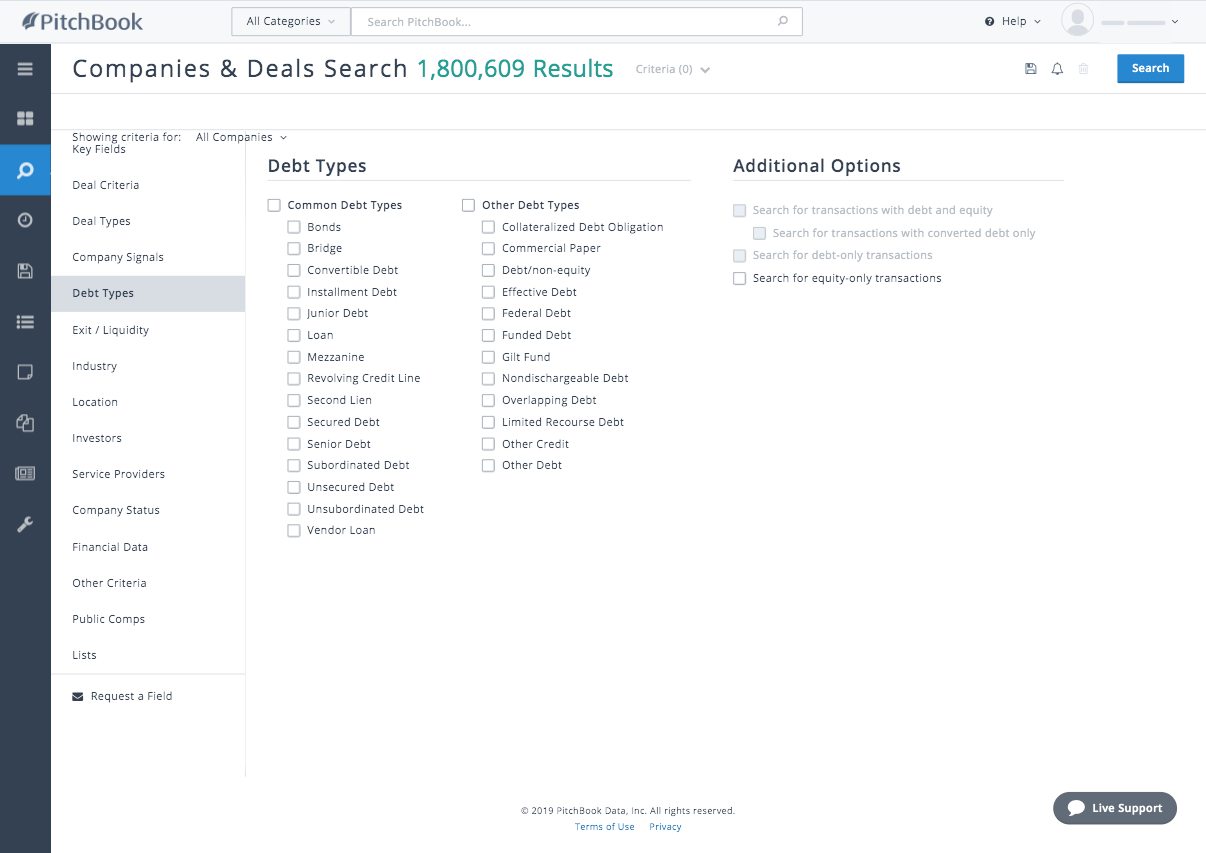 PitchBook
All Categories
Search PitchBook...
Help
Companies & Deals Search 1,800,609 Results
Criteria (0)
Search
Showing criteria for: All Companies
Key Fields
Deal Criteria
Deal Types
Company Signals
Debt Types
Exit / Liquidity
Industry
Location
Investors
Service Providers
Company Status
Financial Data
Other Criteria
Public Comps
Lists
Request a Field
Debt Types
Common Debt Types
Bonds
Bridge
Convertible Debt
Installment Debt
Junior Debt
Loan
Mezzanine
Revolving Credit Line
Second Lien
Secured Debt
Senior Debt
Subordinated Debt
Unsecured Debt
Unsubordinated Debt
Vendor Loan
Other Debt Types
Collateralized Debt Obligation
Commercial Paper
Debt/non-equity
Effective Debt
Federal Debt
Funded Debt
Gilt Fund
Nondischargeable Debt
Overlapping Debt
Limited Recourse Debt
Other Credit
Other Debt
Additional Options
Search for transactions with debt and equity
Search for transactions with converted debt only
Search for debt-only transactions
Search for equity-only transactions
© 2019 PitchBook Data, Inc. All rights reserved.
Terms of Use Privacy
Live Support